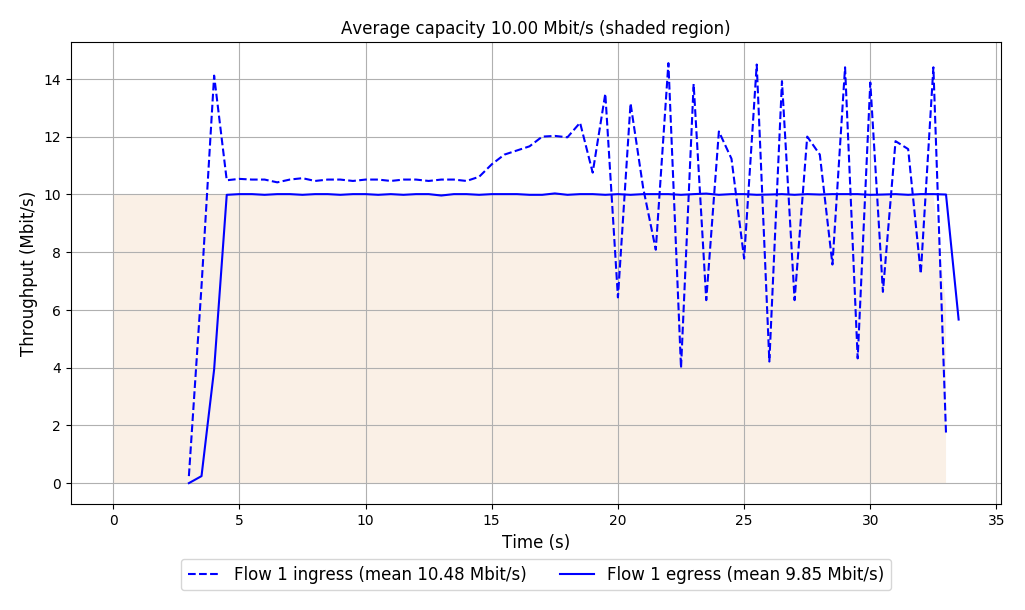 Average capacity 10.00 Mbit/s (shaded region)
Throughput (Mbit/s)
14
12
10
8
6
4
2
0
0 5 10 15 20 25 30 35
Time (s)
Flow 1 ingress (mean 10.48 Mbit/s) Flow 1 egress (mean 9.85 Mbit/s)